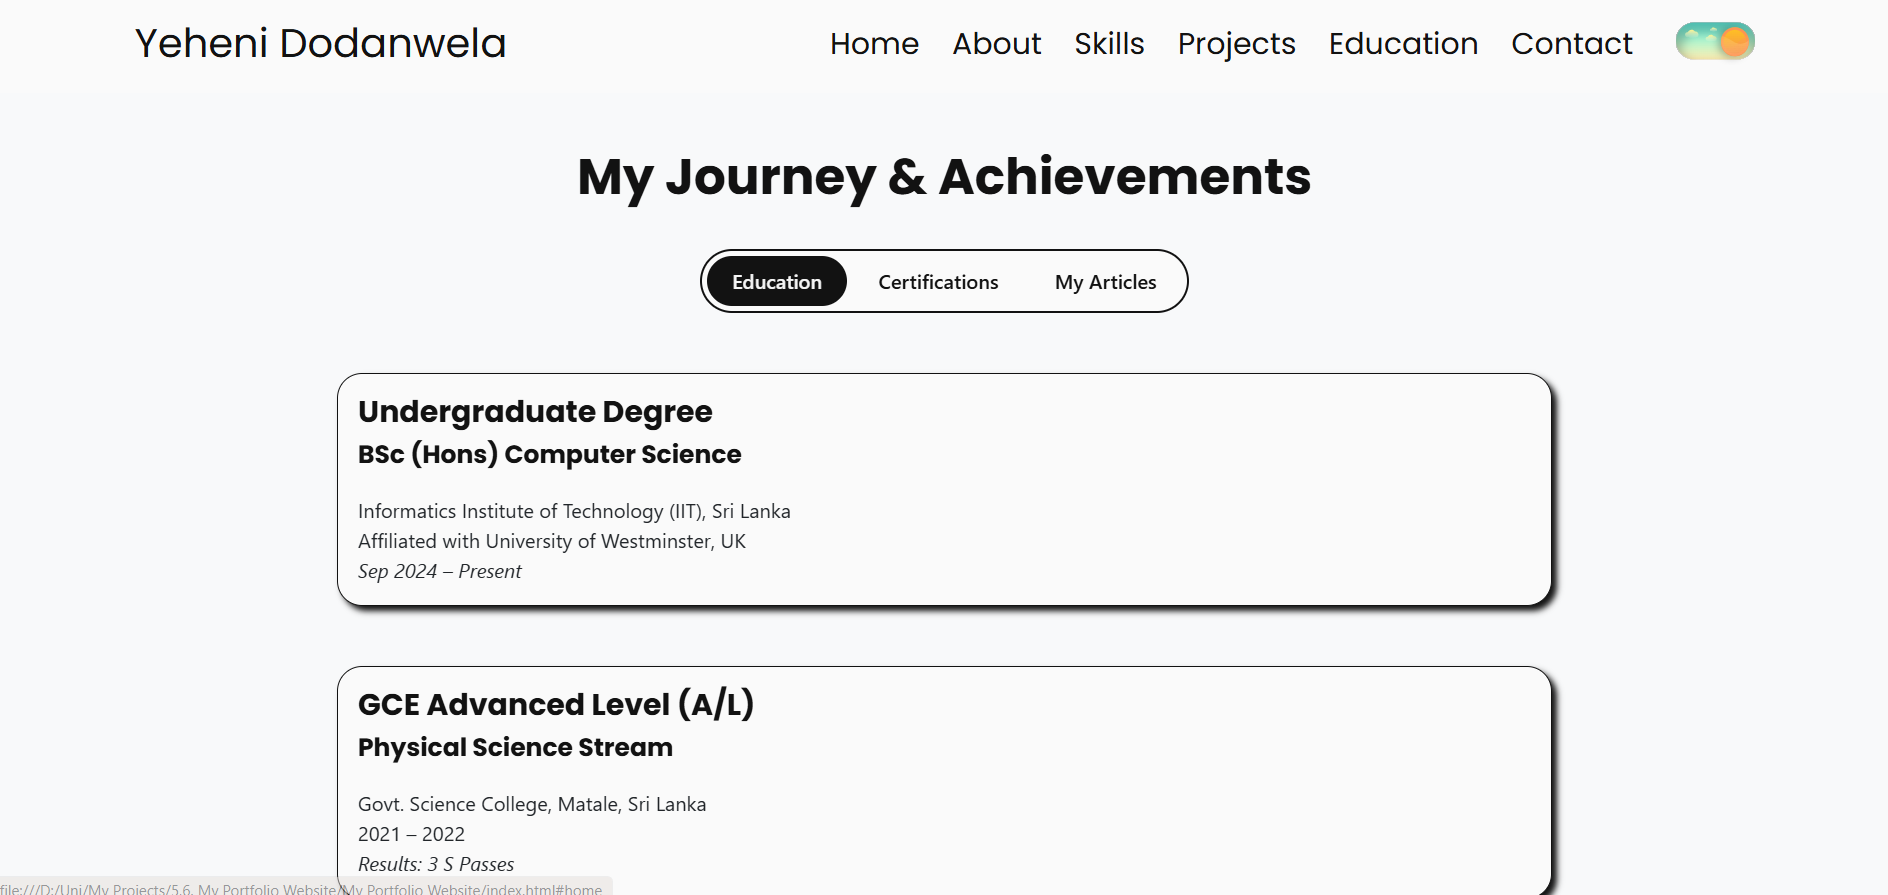 Yeheni Dodanwela
Home About Skills Projects Education Contact
My Journey & Achievements
Education Certifications My Articles
Undergraduate Degree
BSc (Hons) Computer Science
Informatics Institute of Technology (IIT), Sri Lanka
Affiliated with University of Westminster, UK
Sep 2024 – Present
GCE Advanced Level (A/L)
Physical Science Stream
Govt. Science College, Matale, Sri Lanka
2021 – 2022
Results: 3 S Passes
file:///D:/Uni/My Projects/5.6. My Portfolio Website/My Portfolio Website/index.html#home